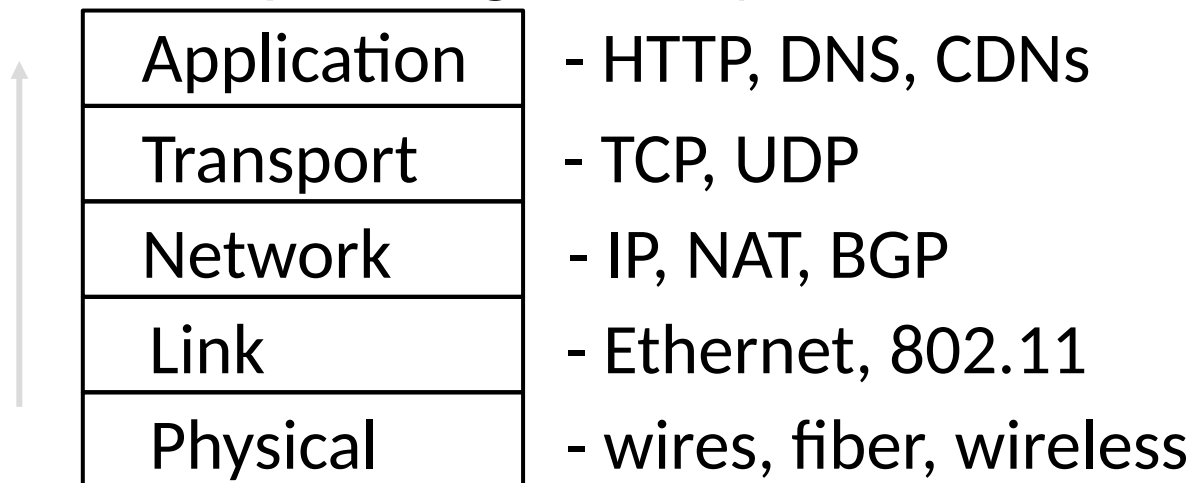 Application - HTTP, DNS, CDNs
Transport - TCP, UDP
Network - IP, NAT, BGP
Link - Ethernet, 802.11
Physical - wires, fiber, wireless